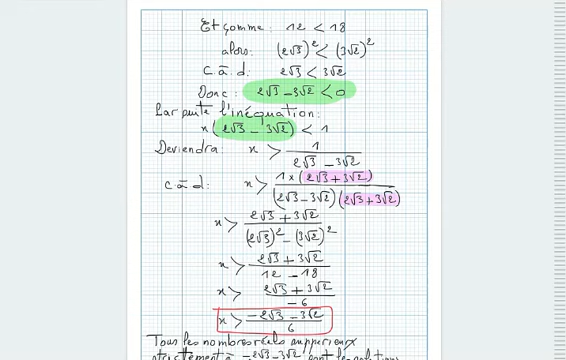 Et comme: 12 < 18
alors: (2√3)² < (3√2)²
c.à.d: 2√3 < 3√2
Donc: 2√3 - 3√2 < 0
Par suite l'inéquation:
x(2√3 - 3√2) < 1
Deviendra x > 1/(2√3 - 3√2)
c.à.d: x > 1×(2√3+3√2)/((2√3-3√2)(2√3+3√2))
x > (2√3+3√2)/((2√3)² - (3√2)²)
x > (2√3+3√2)/(12-18)
x > (2√3+3√2)/(-6)
x > (-2√3-3√2)/6
Tous les nombres réels suppérieux
strictement à -2√3-3√2 sont les solutions